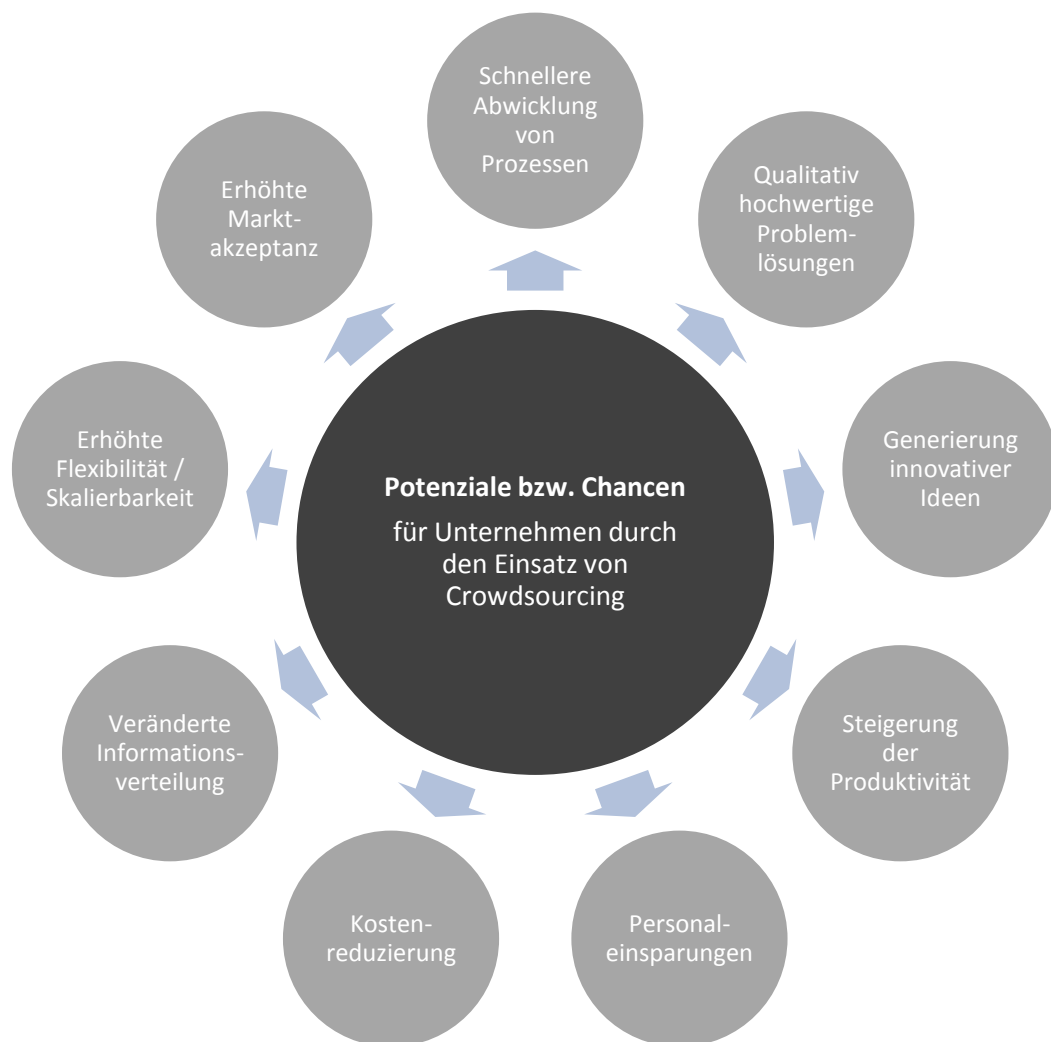 Schnellere
Abwicklung
von
Prozessen
Qualitativ
hochwertige
Problem-
lösungen
Generierung
innovativer
Ideen
Steigerung
der
Produktivität
Personal-
einsparungen
Kosten-
reduzierung
Veränderte
Informations-
verteilung
Erhöhte
Flexibilität /
Skalierbarkeit
Erhöhte
Markt-
akzeptanz
Potenziale bzw. Chancen
für Unternehmen durch
den Einsatz von
Crowdsourcing